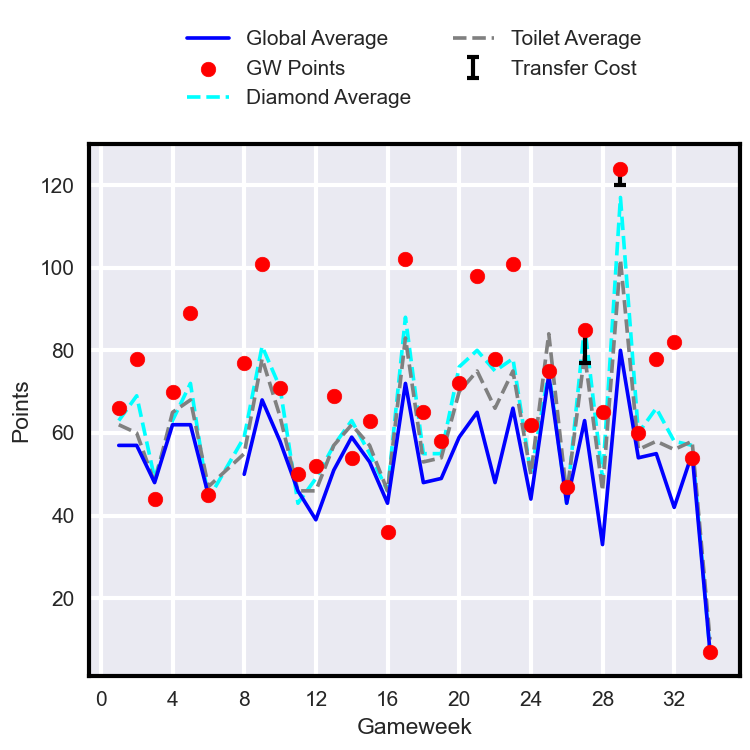 Global Average
GW Points
Diamond Average
Toilet Average
Transfer Cost
Points
120
100
80
60
40
20
0 4 8 12 16 20 24 28 32
Gameweek